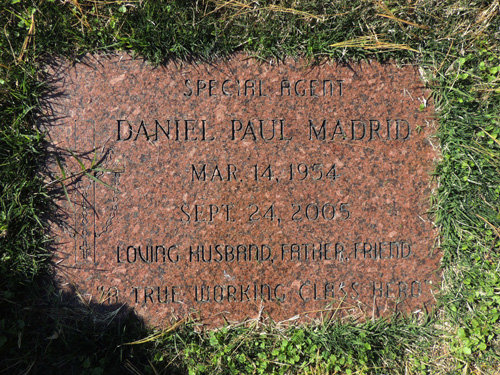 SPECIAL AGENT
DANIEL PAUL MADRID
MAR. 14, 1954
SEPT. 24, 2005
LOVING HUSBAND, FATHER, FRIEND
"A TRUE WORKING CLASS HERO"